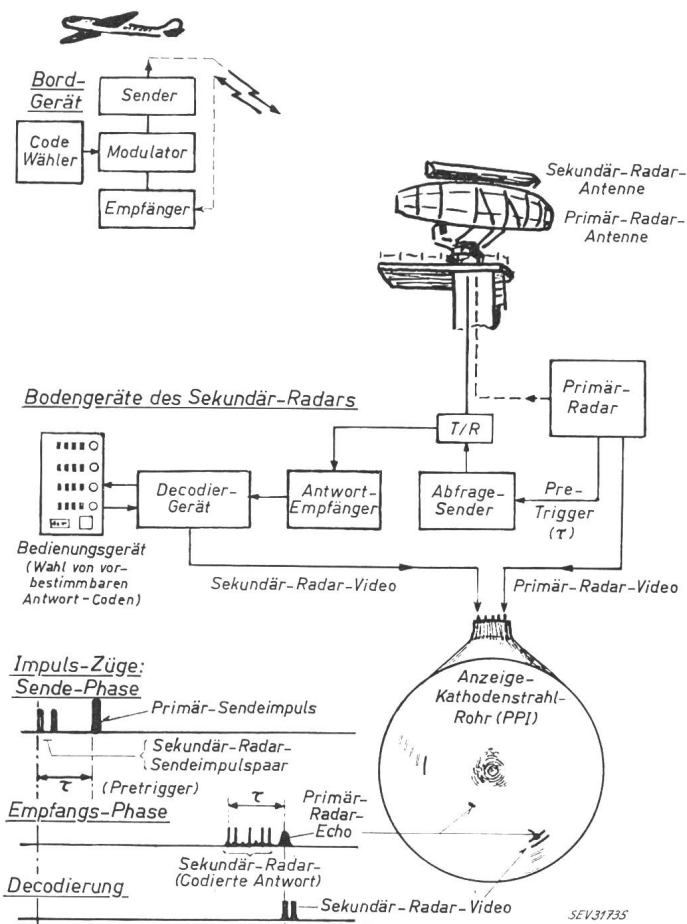 Bord-
Gerät
Sender
Code
Wähler
Modulator
Empfänger
Sekundär-Radar-
Antenne
Primär-Radar-
Antenne
Bodengeräte des Sekundär-Radars
Primär-
Radar
T/R
Decodier-
Gerät
Antwort-
Empfänger
Abfrage-
Sender
Pre-
Trigger
(τ)
Bedienungsgerät
(Wahl von vor-
bestimmbaren
Antwort-Coden)
Sekundär-Radar-Video
Primär-Radar-Video
Anzeige-
Kathodenstrahl-
Rohr (PPI)
Impuls-Züge:
Sende-Phase
Primär-Sendeimpuls
Sekundär-Radar-
Sendeimpulspaar
τ
(Pretrigger)
Empfangs-Phase
τ
Primär-
Radar-
Echo
Sekundär-Radar-
(Codierte Antwort)
Decodierung
Sekundär-Radar-Video
SEV31735